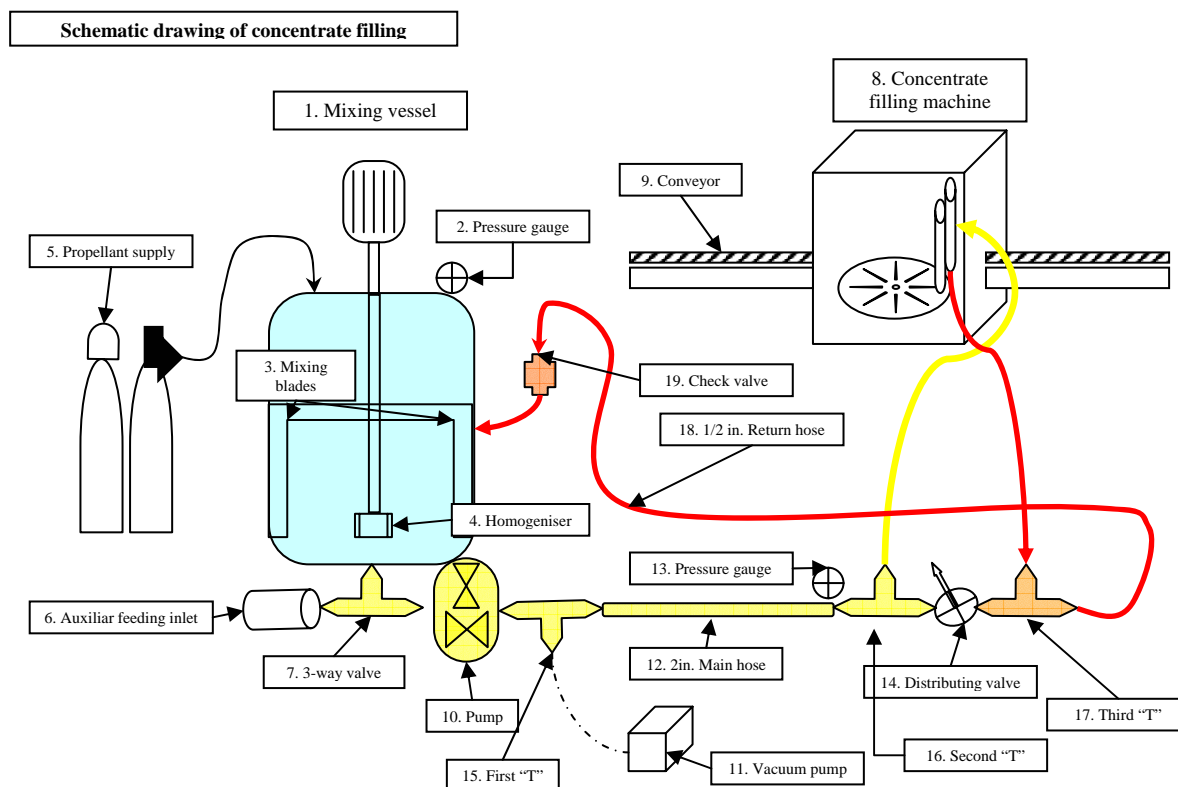 Schematic drawing of concentrate filling
8. Concentrate
filling machine
1. Mixing vessel
9. Conveyor
2. Pressure gauge
5. Propellant supply
3. Mixing
blades
19. Check valve
18. 1/2 in. Return hose
4. Homogeniser
13. Pressure gauge
6. Auxiliar feeding inlet
7. 3-way valve
12. 2in. Main hose
14. Distributing valve
10. Pump
17. Third “T”
16. Second “T”
15. First “T”
11. Vacuum pump